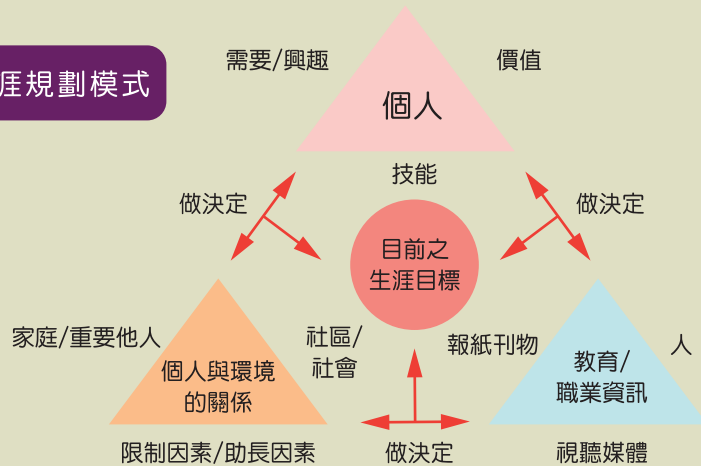 涯規劃模式
需要/興趣
價值
個人
技能
做決定
做決定
目前之
生涯目標
家庭/重要他人
社區/
社會
報紙刊物
人
個人與環境
的關係
教育/
職業資訊
限制因素/助長因素
做決定
視聽媒體